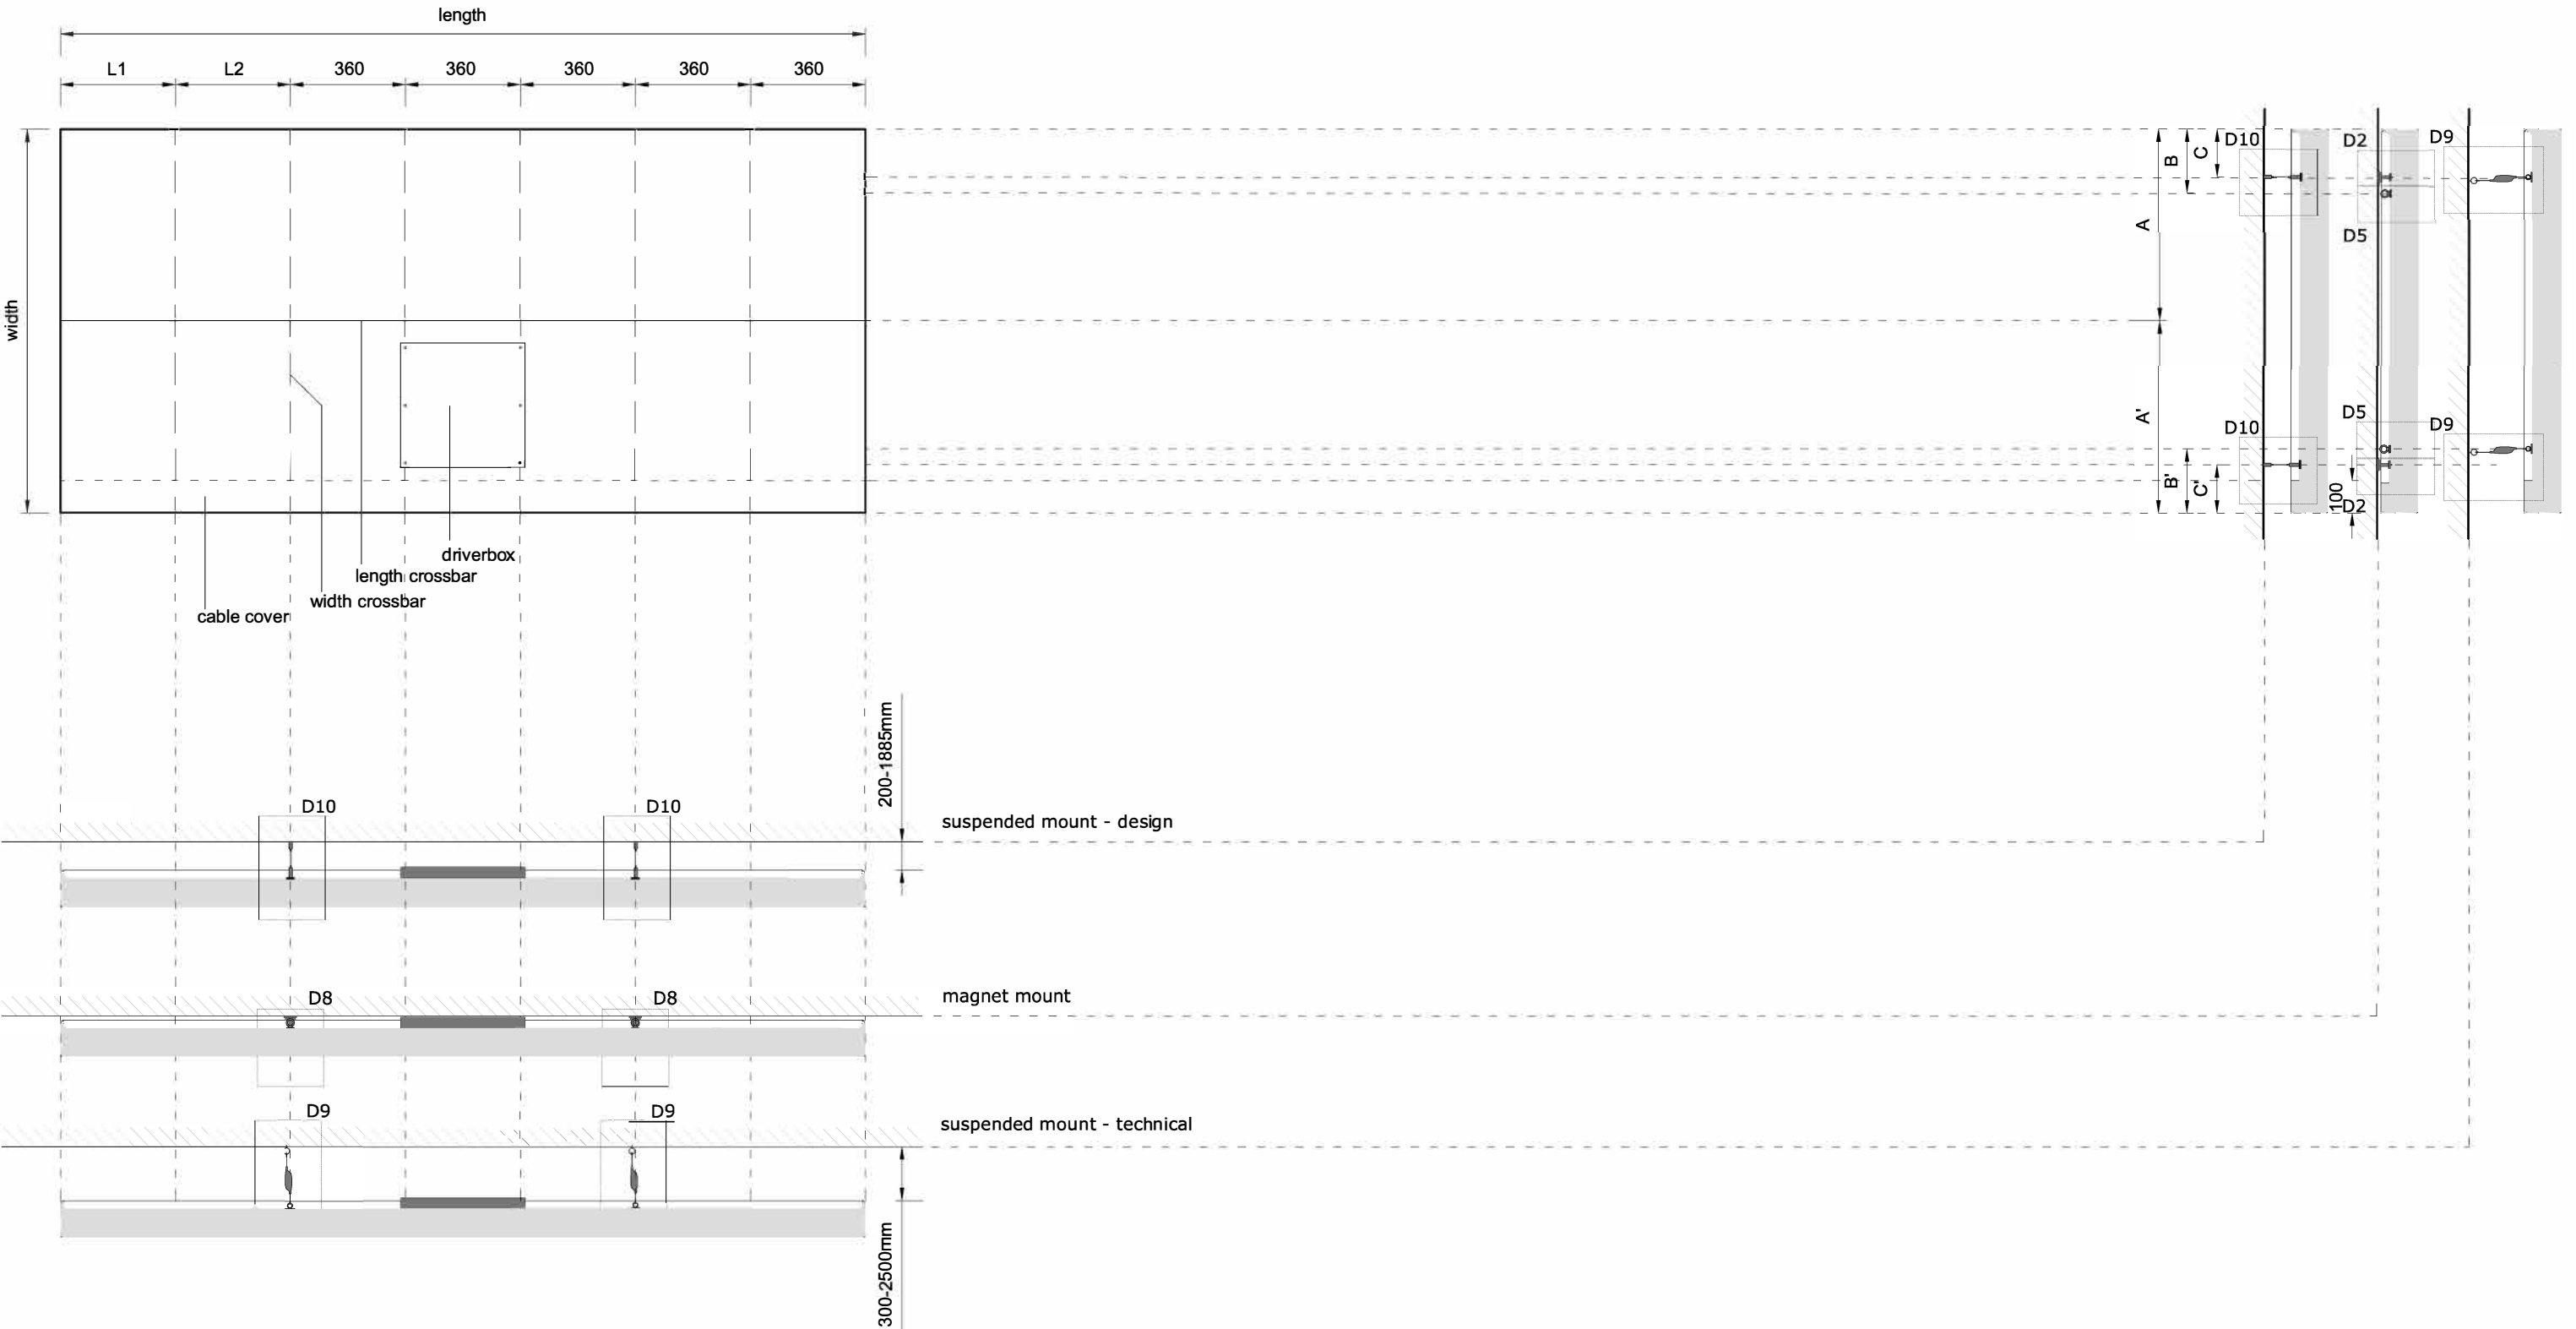 length
L1 L2 360 360 360 360 360
width
driverbox
length crossbar
width crossbar
cable cover
A
B
C
A'
B'
C'
100
D10
D2
D9
D5
D5
D10
D9
D2
200-1885mm
D10 D10
suspended mount - design
D8 D8
magnet mount
D9 D9
suspended mount - technical
300-2500mm